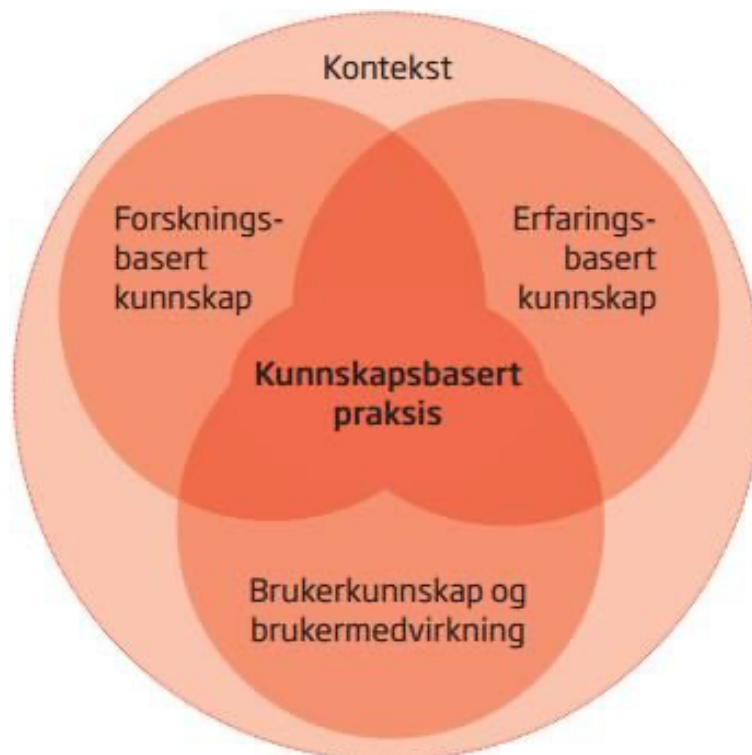 Kontekst
Forsknings-
basert
kunnskap
Erfarings-
basert
kunnskap
Kunnskapsbasert
praksis
Brukerkunnskap og
brukermedvirkning